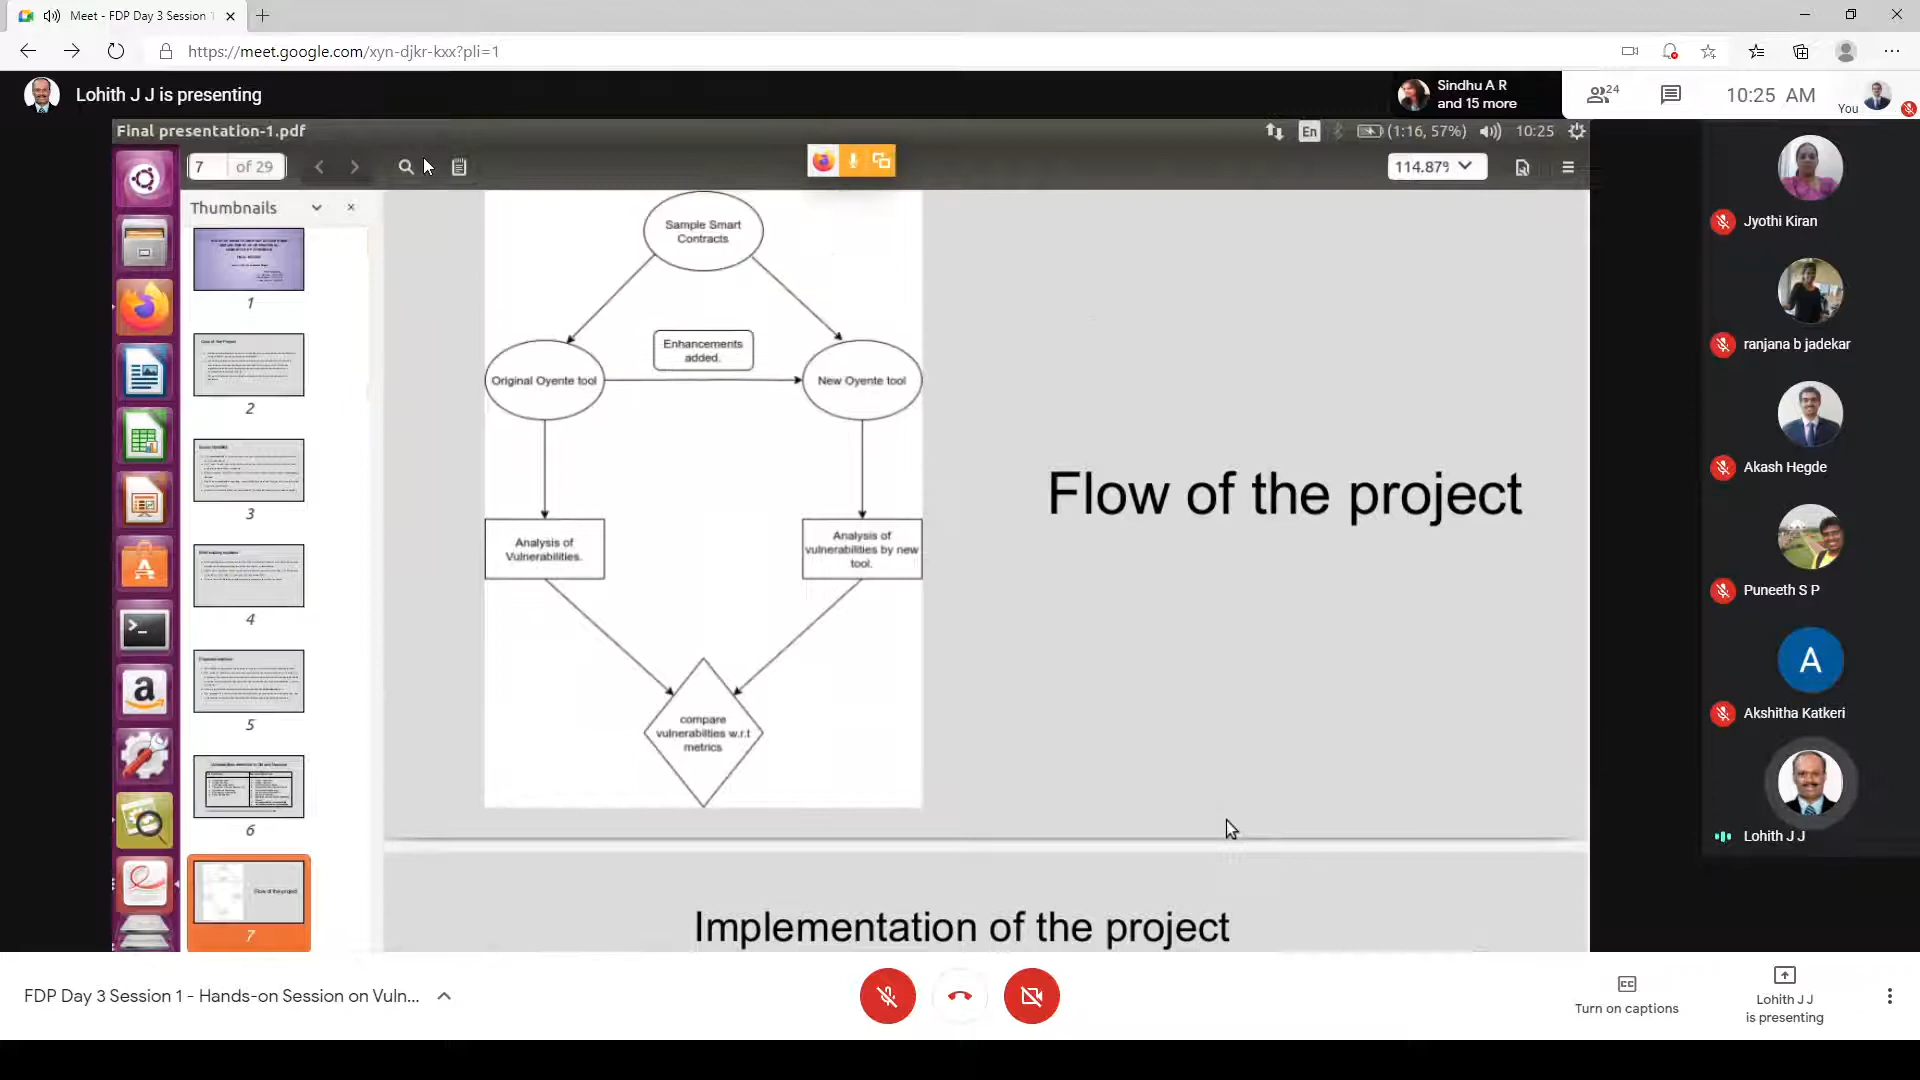 Meet - FDP Day 3 Session
https://meet.google.com/xyn-djkr-kxx?pli=1
Lohith J J is presenting
Sindhu A R
and 15 more
24
10:25 AM
You
Final presentation-1.pdf
En
(1:16, 57%)
10:25
7 of 29
114.87%
Thumbnails
1
2
3
4
5
6
7
Sample Smart
Contracts
Enhancements
added.
Original Oyente tool
New Oyente tool
Analysis of
Vulnerabilities.
Analysis of
vulnerabilities by new
tool.
compare
vulnerabilties w.r.t
metrics
Flow of the project
Implementation of the project
Jyothi Kiran
ranjana b jadekar
Akash Hegde
Puneeth S P
A
Akshitha Katkeri
Lohith J J
FDP Day 3 Session 1 - Hands-on Session on Vuln...
CC
Turn on captions
Lohith J J
is presenting